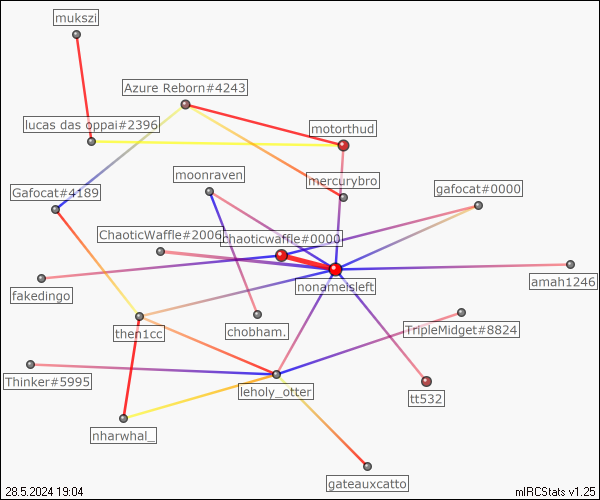 mukszi
Azure Reborn#4243
lucas das oppai#2396
motorthud
moonraven
mercurybro
Gafocat#4189
gafocat#0000
ChaoticWaffle#2006
chaoticwaffle#0000
nonameisleft
fakedingo
amah1246
then1cc
chobham.
TripleMidget#8824
Thinker#5995
leholy_otter
tt532
nharwhal_
gateauxcatto
28.5.2024 19:04
mIRCStats v1.25